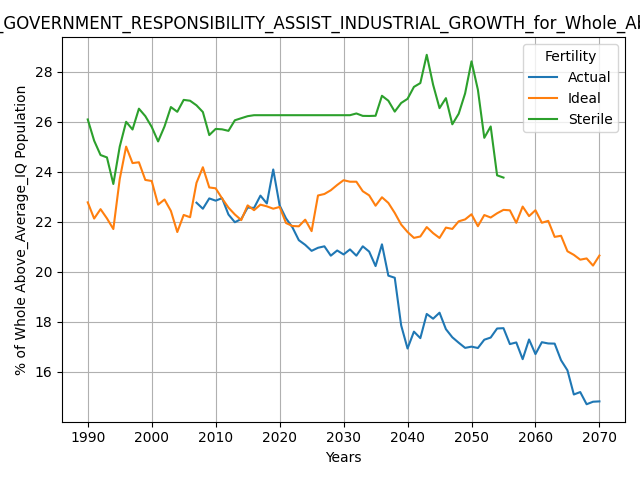 _GOVERNMENT_RESPONSIBILITY_ASSIST_INDUSTRIAL_GROWTH_for_Whole_Ab
Fertility
Actual
Ideal
Sterile
% of Whole Above_Average_IQ Population
28
26
24
22
20
18
16
1990 2000 2010 2020 2030 2040 2050 2060 2070
Years